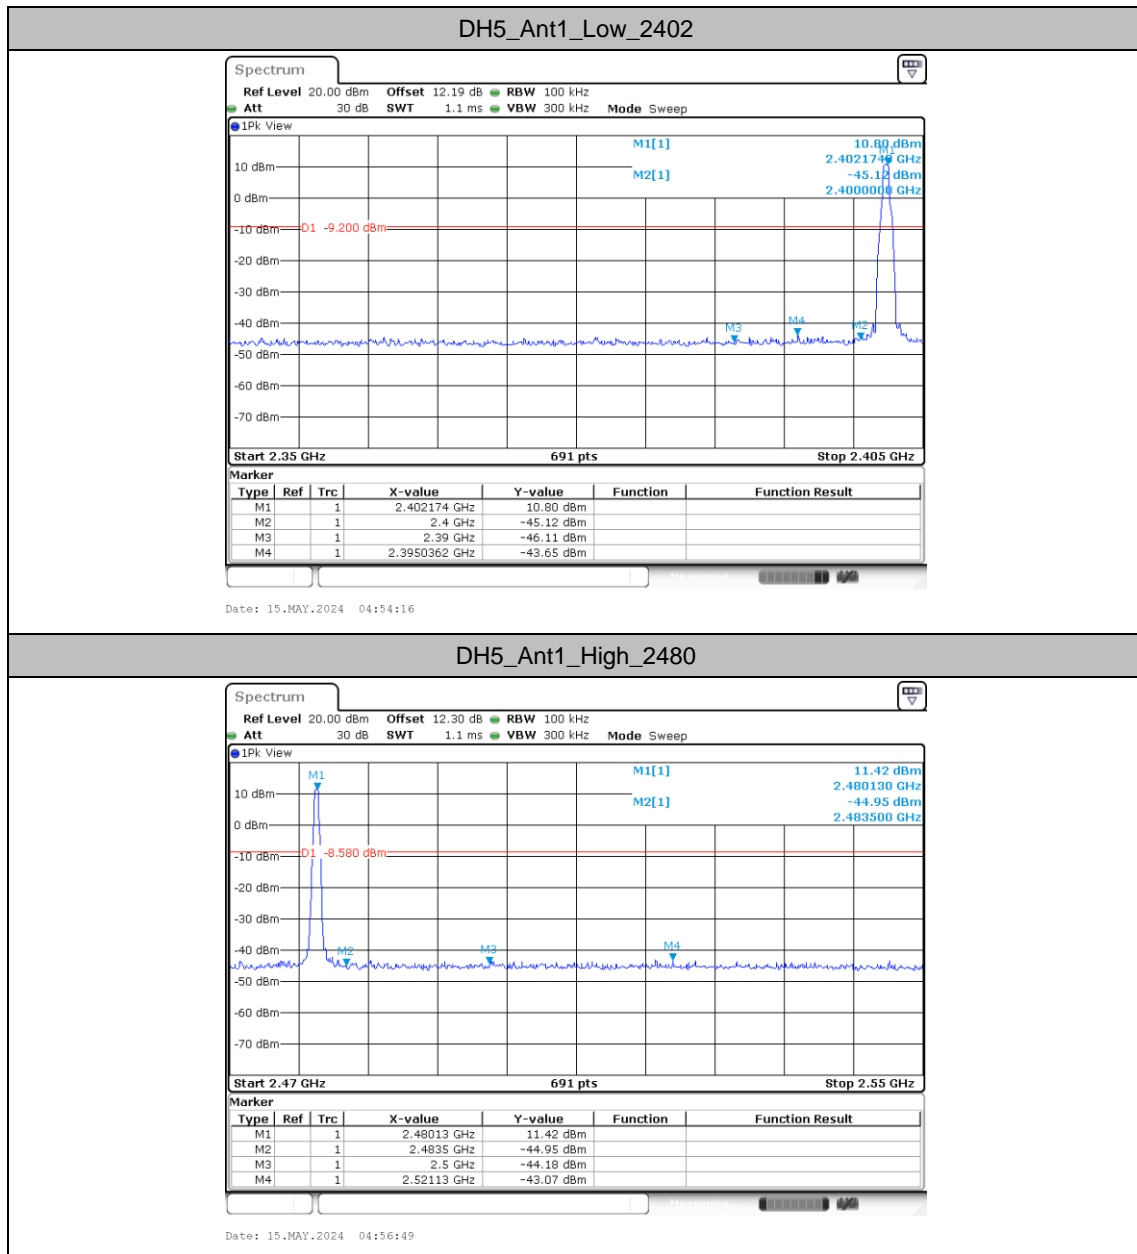 DH5_Ant1_Low_2402
Spectrum
Ref Level 20.00 dBm Offset 12.19 dB RBW 100 kHz
Att 30 dB SWT 1.1 ms VBW 300 kHz Mode Sweep
1Pk View
M1[1] 10.80 dBm
2.4021740 GHz
M2[1] -45.12 dBm
2.4000000 GHz
M1
10 dBm
0 dBm
-10 dBm
D1 -9.200 dBm
-20 dBm
-30 dBm
-40 dBm
M3 M4 M2
-50 dBm
-60 dBm
-70 dBm
Start 2.35 GHz 691 pts Stop 2.405 GHz
Marker
Type Ref Trc X-value Y-value Function Function Result
M1 1 2.402174 GHz 10.80 dBm
M2 1 2.4 GHz -45.12 dBm
M3 1 2.39 GHz -46.11 dBm
M4 1 2.3950362 GHz -43.65 dBm
Measuring
Date: 15.MAY.2024 04:54:16
DH5_Ant1_High_2480
Spectrum
Ref Level 20.00 dBm Offset 12.30 dB RBW 100 kHz
Att 30 dB SWT 1.1 ms VBW 300 kHz Mode Sweep
1Pk View
M1[1] 11.42 dBm
2.480130 GHz
M2[1] -44.95 dBm
2.483500 GHz
M1
10 dBm
0 dBm
-10 dBm
D1 -8.580 dBm
-20 dBm
-30 dBm
-40 dBm
M2 M3 M4
-50 dBm
-60 dBm
-70 dBm
Start 2.47 GHz 691 pts Stop 2.55 GHz
Marker
Type Ref Trc X-value Y-value Function Function Result
M1 1 2.48013 GHz 11.42 dBm
M2 1 2.4835 GHz -44.95 dBm
M3 1 2.5 GHz -44.18 dBm
M4 1 2.52113 GHz -43.07 dBm
Measuring
Date: 15.MAY.2024 04:56:49